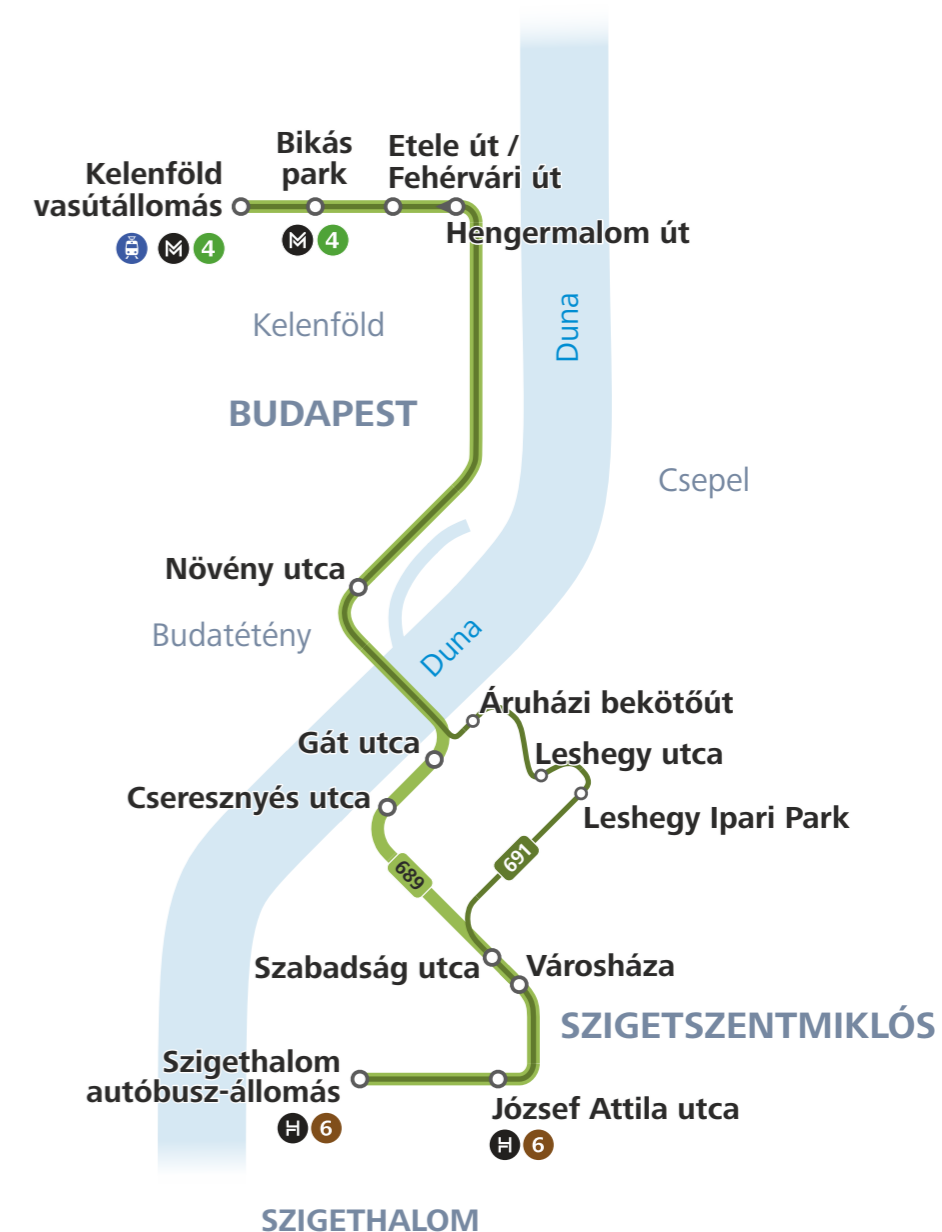 Bikás
park
Etele út /
Fehérvári út
Kelenföld
vasútállomás
Hengermalom út
M 4
M 4
Duna
Kelenföld
BUDAPEST
Csepel
Növény utca
Budatétény
Duna
Áruházi bekötőút
Gát utca
Leshegy utca
Cseresznyés utca
Leshegy Ipari Park
691
689
Szabadság utca
Városháza
SZIGETSZENTMIKLÓS
Szigethalom
autóbusz-állomás
H 6
József Attila utca
H 6
SZIGETHALOM